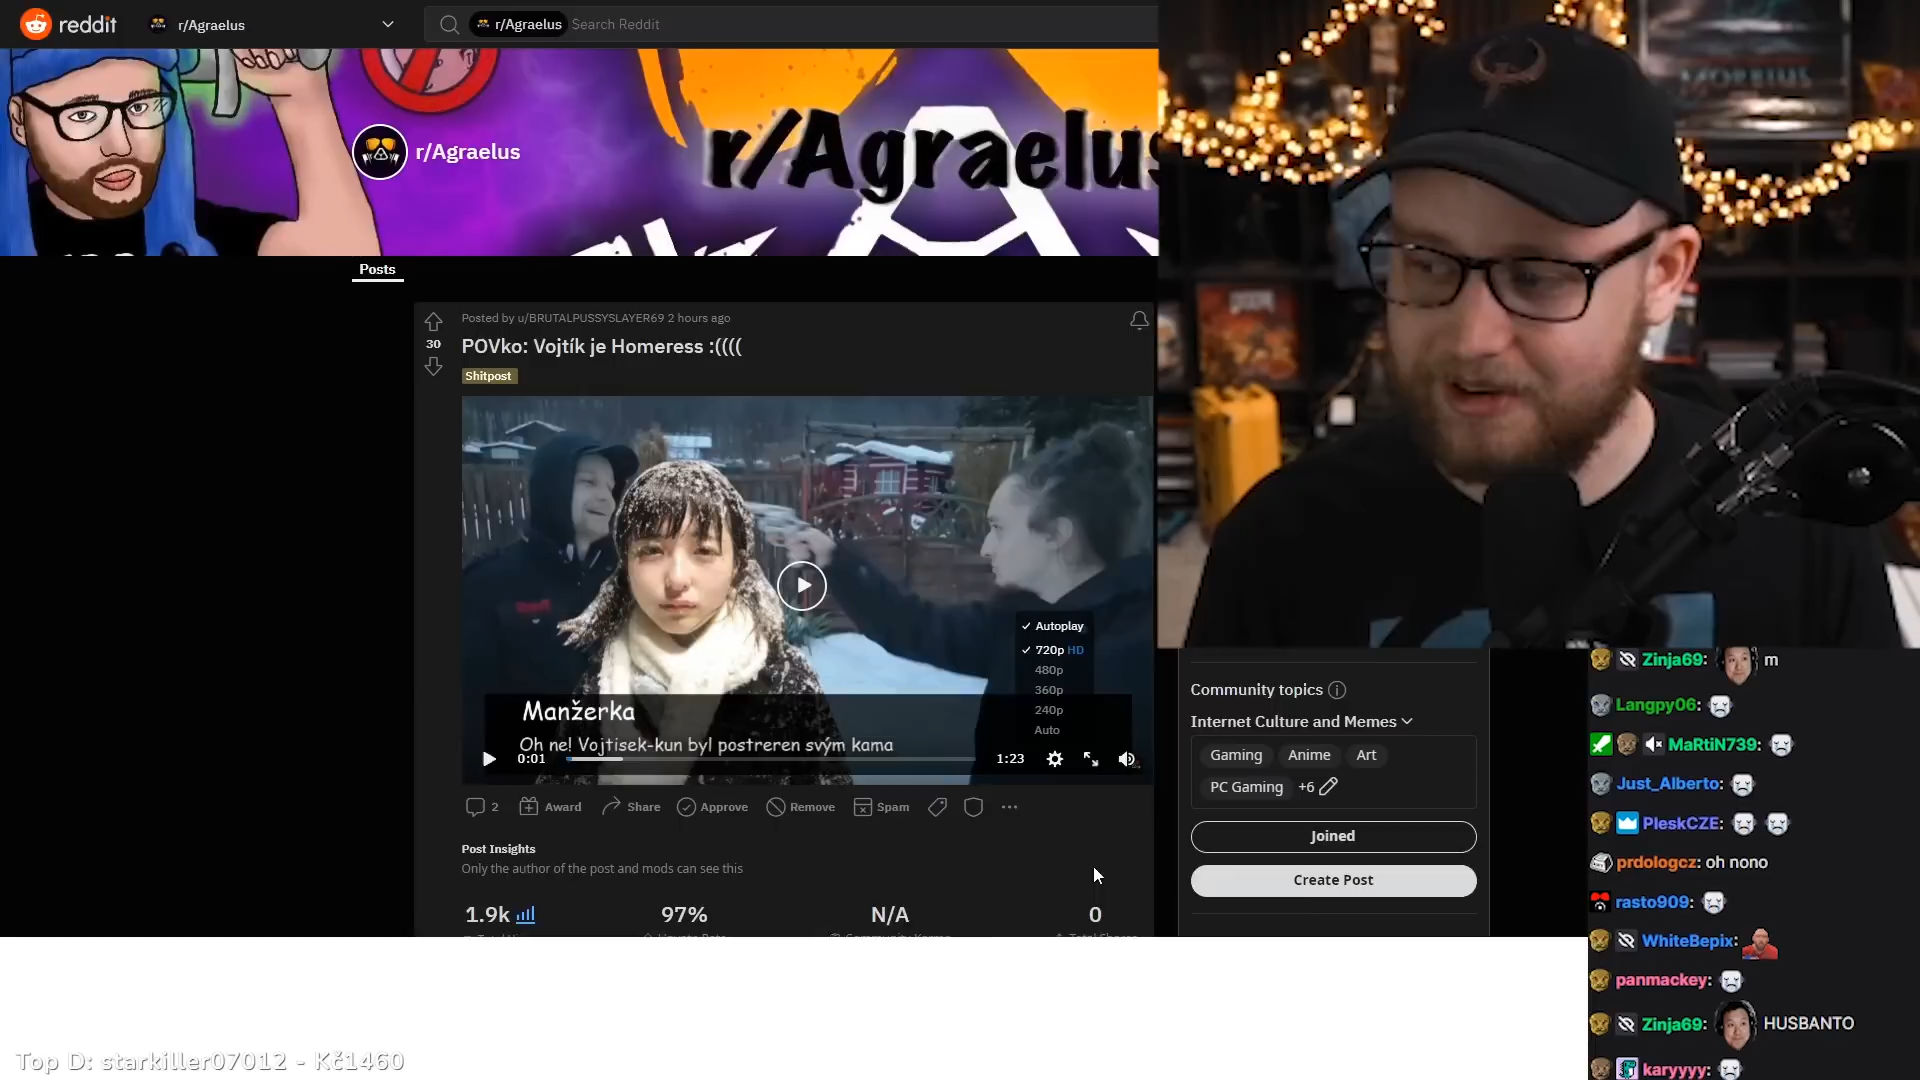 reddit
r/Agraelus
r/Agraelus Search Reddit
MORBIUS
r/Agraelus
r/Agraelus
Posts
Posted by u/BRUTALPUSSYSLAYER69 2 hours ago
30
POVko: Vojtík je Homeress :((((
Shitpost
Autoplay
720p HD
480p
360p
240p
Auto
Manžerka
Oh ne! Vojtisek-kun byl postreren svým kama
0:01
1:23
2 Award Share Approve Remove Spam
Post Insights
Only the author of the post and mods can see this
1.9k 97% N/A 0
Community topics
Internet Culture and Memes
Gaming Anime Art
PC Gaming +6
Joined
Create Post
Zinja69: m
Langpy06:
MaRtiN739:
Just_Alberto:
PleskCZE:
prdologcz: oh nono
rasto909:
WhiteBepix:
panmackey:
Zinja69: HUSBANTO
karyyyy:
Top D: starkiller07012 - Kč1460